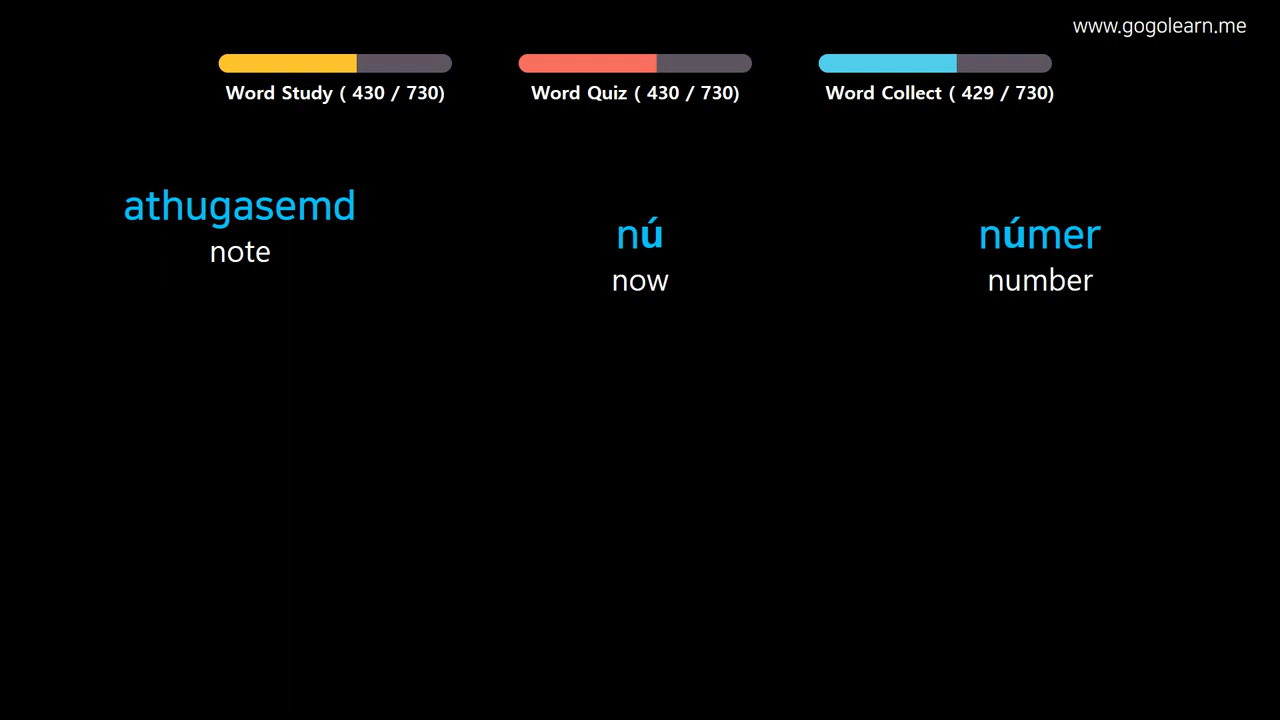 www.gogolearn.me
Word Study ( 430 / 730)
Word Quiz ( 430 / 730)
Word Collect ( 429 / 730)
athugasemd
note
nú
now
númer
number